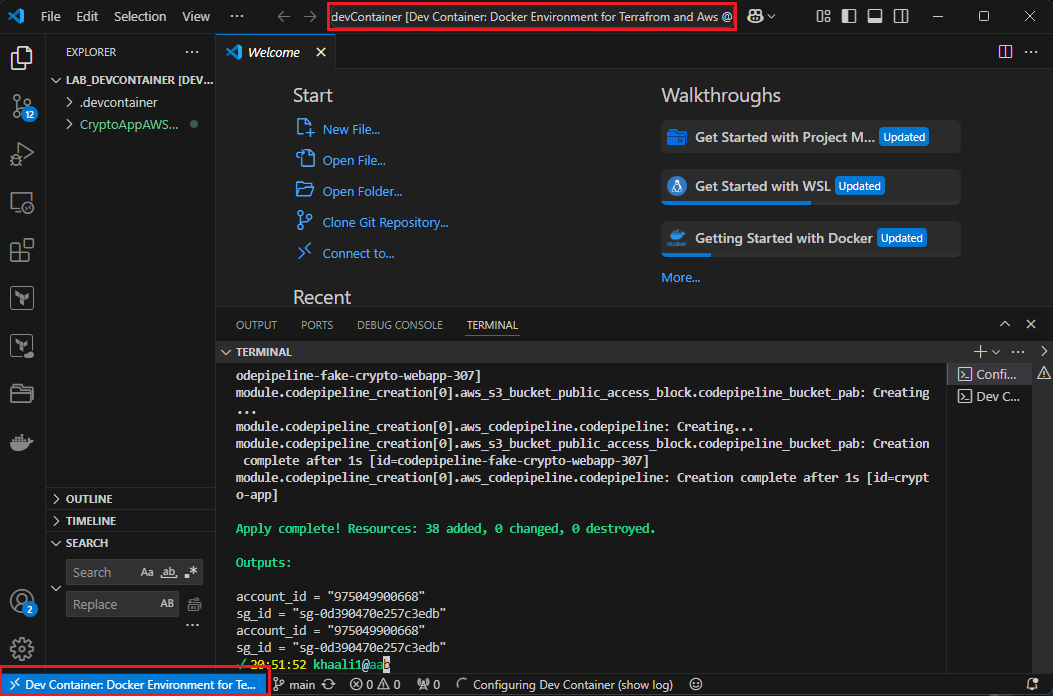 File Edit Selection View ··· devContainer [Dev Container: Docker Environment for Terrafrom and Aws @
EXPLORER ···
LAB_DEVCONTAINER [DEV...
.devcontainer
CryptoAppAWS...
12
OUTLINE
TIMELINE
SEARCH
Search Aa ab .*
Replace AB
···
2
Welcome
Start
New File...
Open File...
Open Folder...
Clone Git Repository...
Connect to...
Recent
Walkthroughs
Get Started with Project M... Updated
Get Started with WSL Updated
docker Getting Started with Docker Updated
More...
OUTPUT PORTS DEBUG CONSOLE TERMINAL
TERMINAL
odepipeline-fake-crypto-webapp-307]
module.codepipeline_creation[0].aws_s3_bucket_public_access_block.codepipeline_bucket_pab: Creating
...
module.codepipeline_creation[0].aws_codepipeline.codepipeline: Creating...
module.codepipeline_creation[0].aws_s3_bucket_public_access_block.codepipeline_bucket_pab: Creation
complete after 1s [id=codepipeline-fake-crypto-webapp-307]
module.codepipeline_creation[0].aws_codepipeline.codepipeline: Creation complete after 1s [id=crypt
o-app]
Apply complete! Resources: 38 added, 0 changed, 0 destroyed.
Outputs:
account_id = "975049900668"
sg_id = "sg-0d390470e257c3edb"
account_id = "975049900668"
sg_id = "sg-0d390470e257c3edb"
✓ 20:51:52 khaali1@aab
Confi...
Dev C...
Dev Container: Docker Environment for Te... main 0 0 0 Configuring Dev Container (show log)